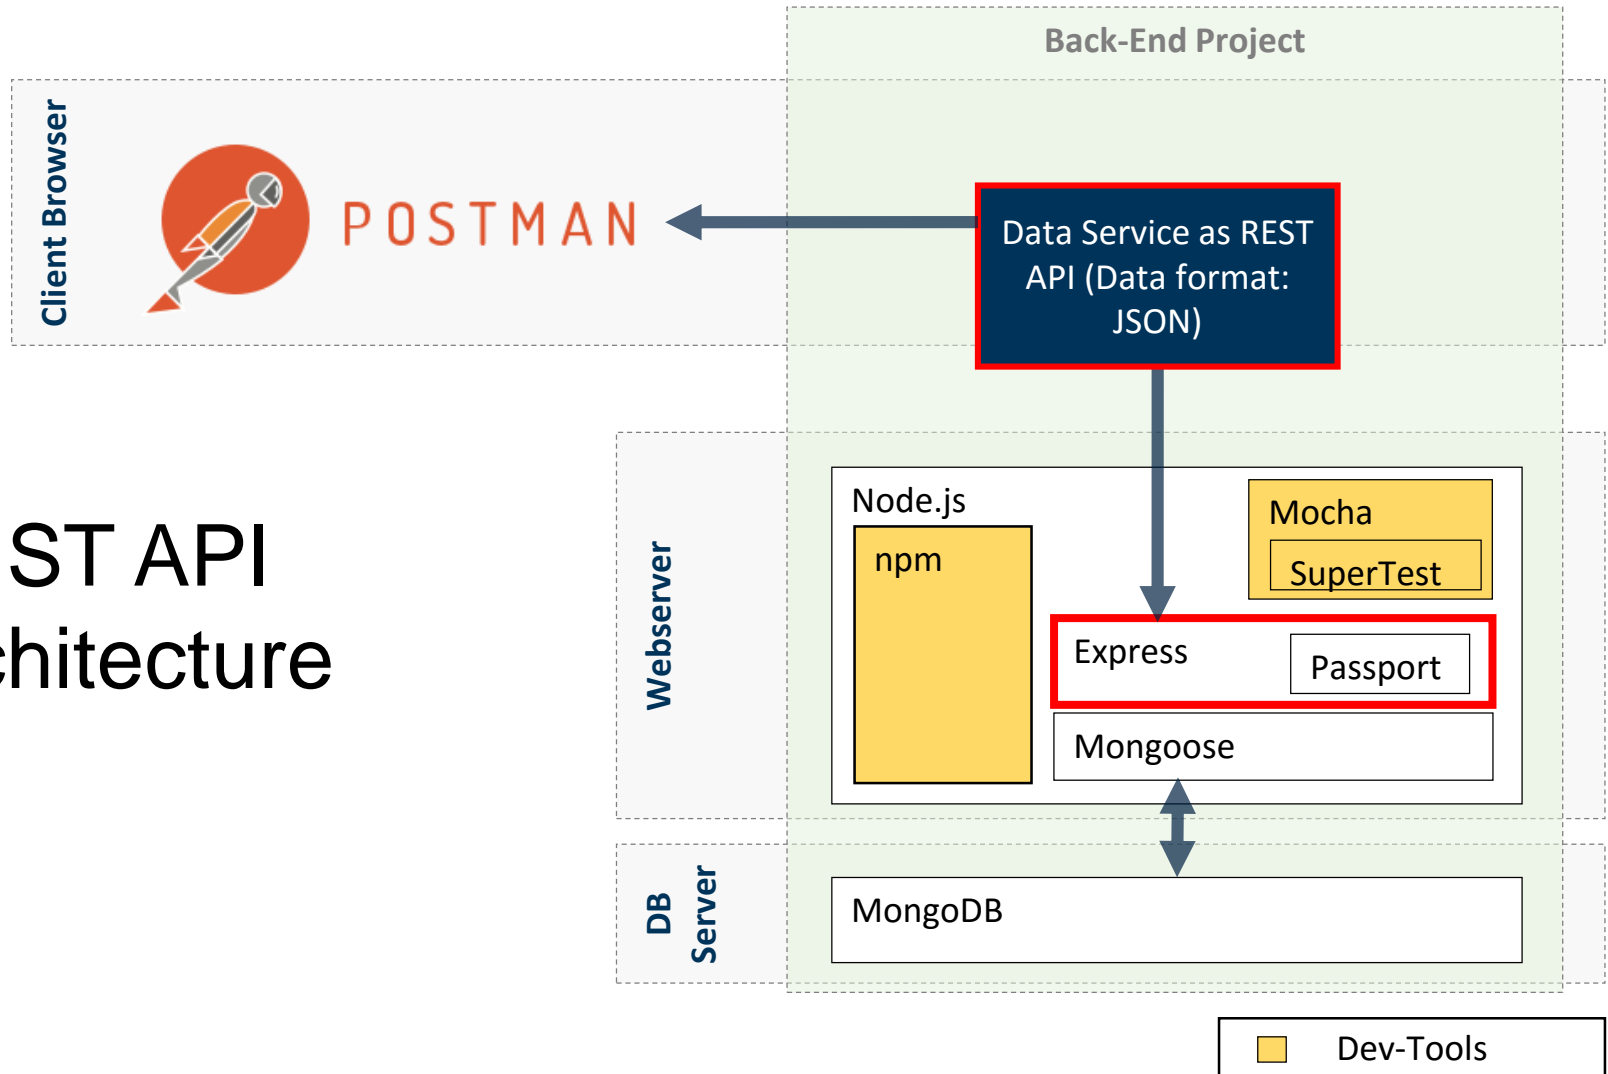 Back-End Project
Client Browser
POSTMAN
Data Service as REST
API (Data format:
JSON)
ST API
chitecture
Webserver
Node.js
npm
Mocha
SuperTest
Express
Passport
Mongoose
DB
Server
MongoDB
Dev-Tools